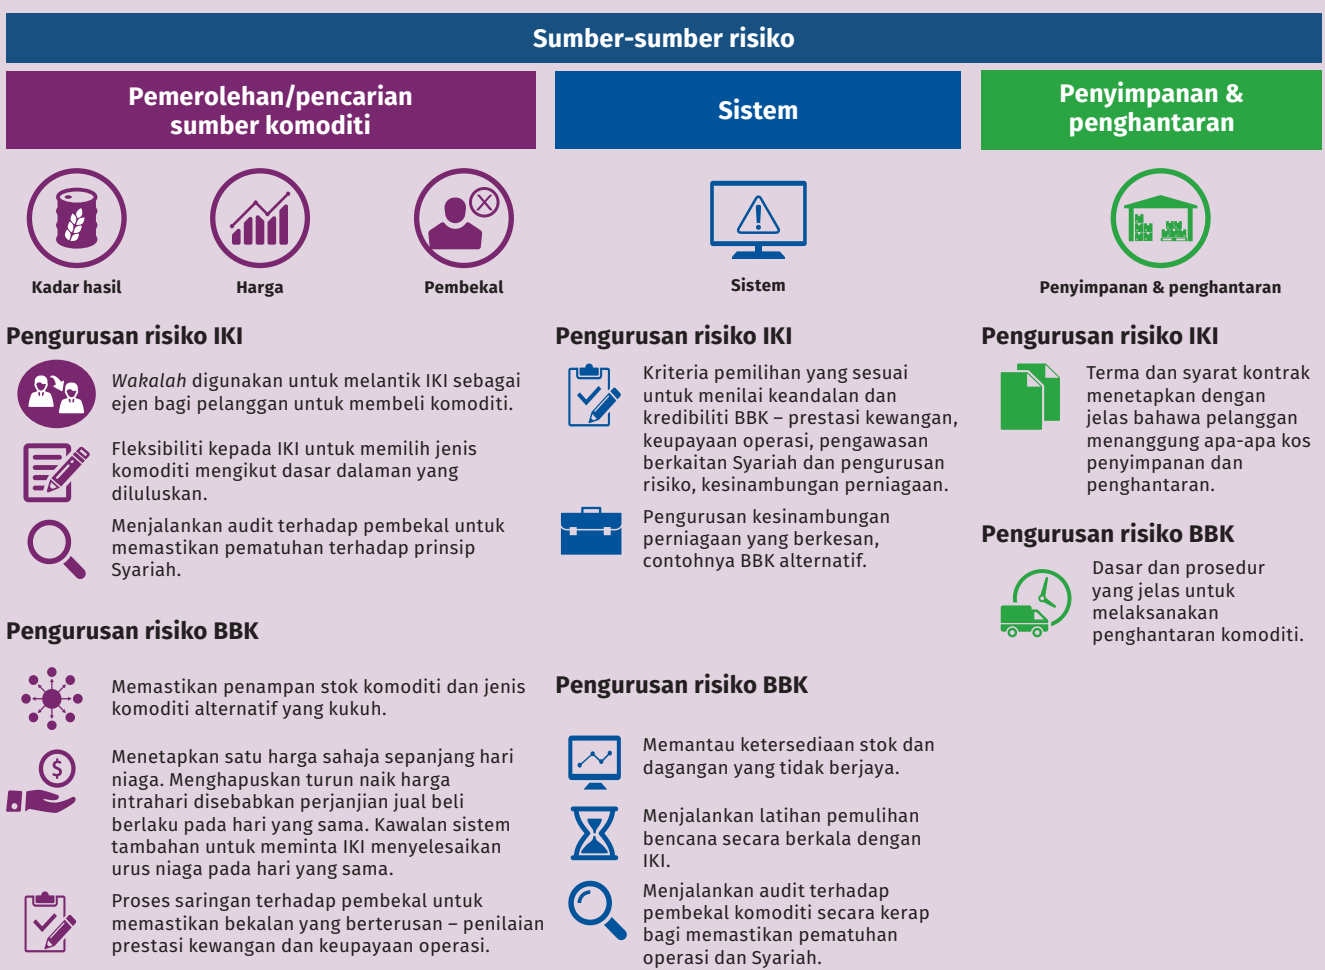 Sumber-sumber risiko
Pemerolehan/pencarian
sumber komoditi
Kadar hasil
Harga
Pembekal
Pengurusan risiko IKI
Wakalah digunakan untuk melantik IKI sebagai
ejen bagi pelanggan untuk membeli komoditi.
Fleksibiliti kepada IKI untuk memilih jenis
komoditi mengikut dasar dalaman yang
diluluskan.
Menjalankan audit terhadap pembekal untuk
memastikan pematuhan terhadap prinsip
Syariah.
Pengurusan risiko BBK
Memastikan penampan stok komoditi dan jenis
komoditi alternatif yang kukuh.
$
Menetapkan satu harga sahaja sepanjang hari
niaga. Menghapuskan turun naik harga
intrahari disebabkan perjanjian jual beli
berlaku pada hari yang sama. Kawalan sistem
tambahan untuk meminta IKI menyelesaikan
urus niaga pada hari yang sama.
Proses saringan terhadap pembekal untuk
memastikan bekalan yang berterusan – penilaian
prestasi kewangan dan keupayaan operasi.
Sistem
Sistem
Pengurusan risiko IKI
Kriteria pemilihan yang sesuai
untuk menilai keandalan dan
kredibiliti BBK – prestasi kewangan,
keupayaan operasi, pengawasan
berkaitan Syariah dan pengurusan
risiko, kesinambungan perniagaan.
Pengurusan kesinambungan
perniagaan yang berkesan,
contohnya BBK alternatif.
Pengurusan risiko BBK
Memantau ketersediaan stok dan
dagangan yang tidak berjaya.
Menjalankan latihan pemulihan
bencana secara berkala dengan
IKI.
Menjalankan audit terhadap
pembekal komoditi secara kerap
bagi memastikan pematuhan
operasi dan Syariah.
Penyimpanan &
penghantaran
Penyimpanan & penghantaran
Pengurusan risiko IKI
Terma dan syarat kontrak
menetapkan dengan
jelas bahawa pelanggan
menanggung apa-apa kos
penyimpanan dan
penghantaran.
Pengurusan risiko BBK
Dasar dan prosedur
yang jelas untuk
melaksanakan
penghantaran komoditi.